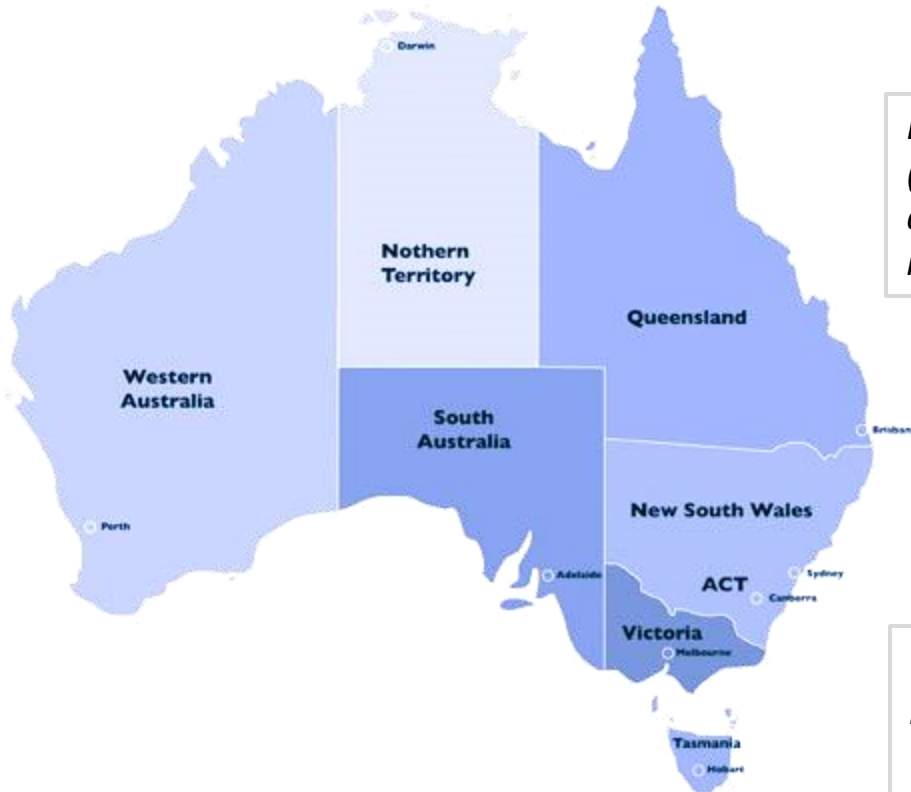 Darwin
Nothern
Territory
Queensland
Western
Australia
South
Australia
Brisban
New South Wales
Perth
Adelaide
ACT
Sydney
Canberra
Victoria
Melbourne
Tasmania
Hobart